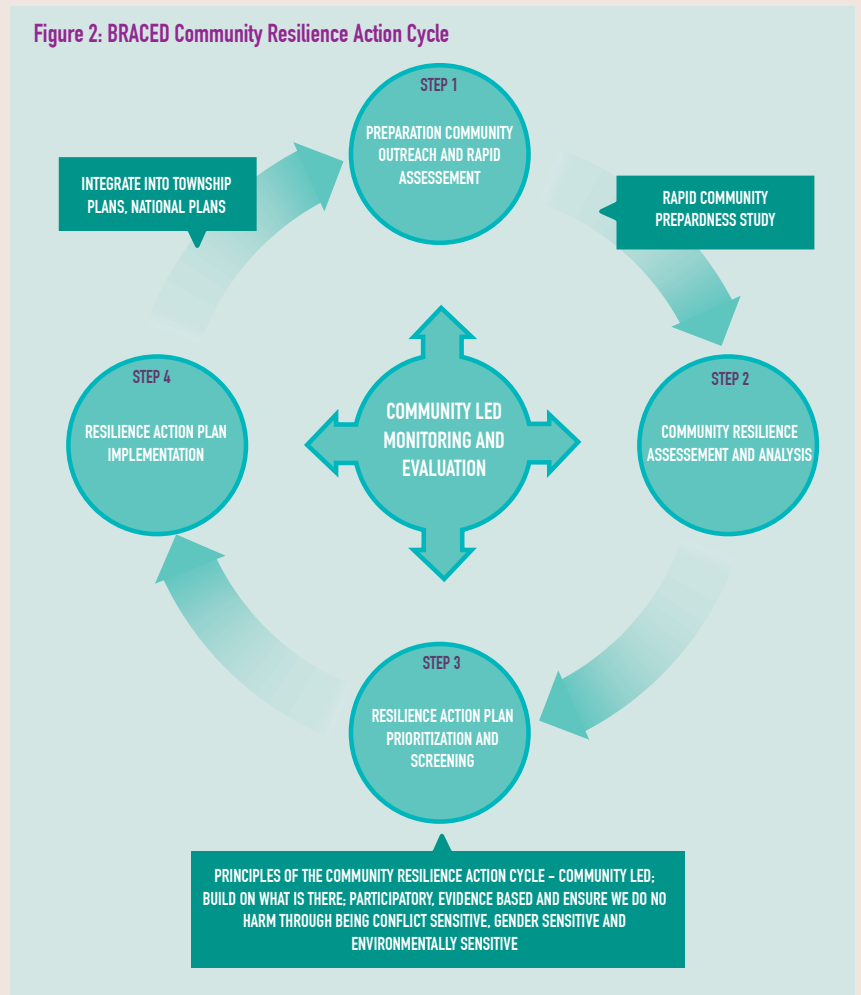 Figure 2: BRACED Community Resilience Action Cycle
STEP 1
PREPARATION COMMUNITY
OUTREACH AND RAPID
ASSESSEMENT
INTEGRATE INTO TOWNSHIP
PLANS, NATIONAL PLANS
RAPID COMMUNITY
PREPARDNESS STUDY
STEP 4
RESILIENCE ACTION PLAN
IMPLEMENTATION
COMMUNITY LED
MONITORING AND
EVALUATION
STEP 2
COMMUNITY RESILIENCE
ASSESSMENT AND ANALYSIS
STEP 3
RESILIENCE ACTION PLAN
PRIORITIZATION AND
SCREENING
PRINCIPLES OF THE COMMUNITY RESILIENCE ACTION CYCLE – COMMUNITY LED;
BUILD ON WHAT IS THERE; PARTICIPATORY, EVIDENCE BASED AND ENSURE WE DO NO
HARM THROUGH BEING CONFLICT SENSITIVE, GENDER SENSITIVE AND
ENVIRONMENTALLY SENSITIVE